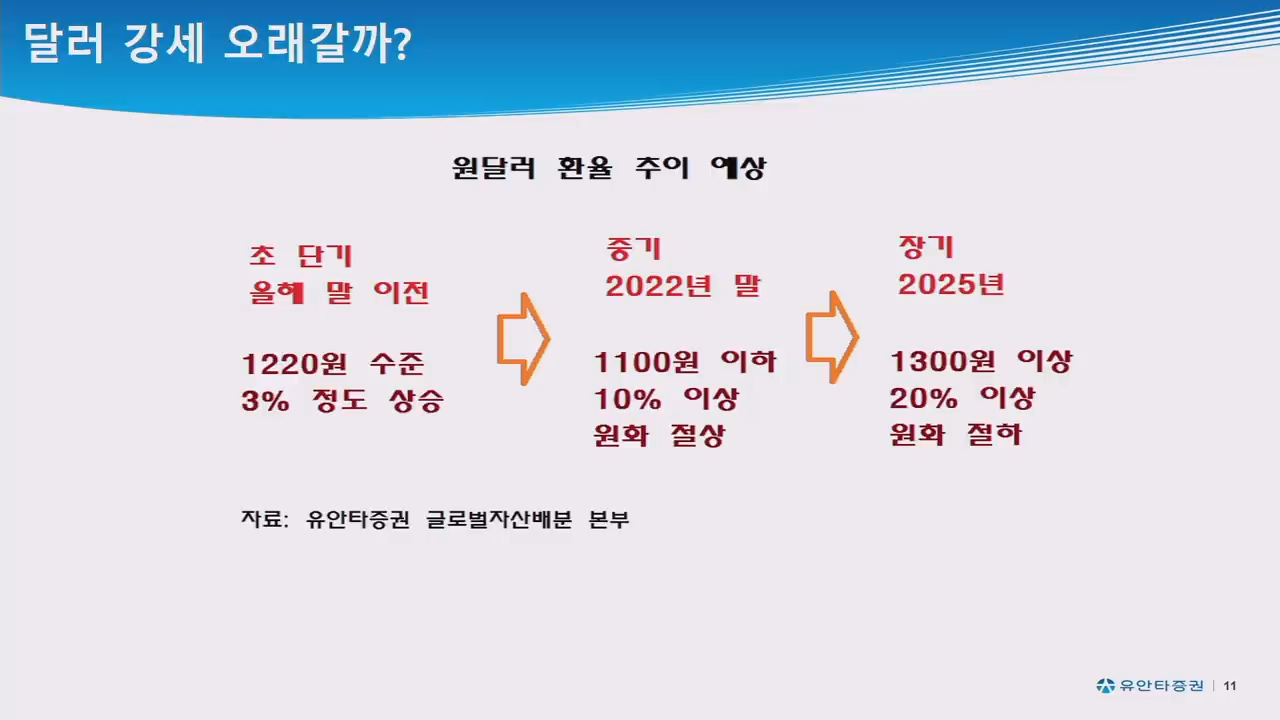 달러 강세 오래갈까?
원달러 환율 추이 예상
초 단기
올해 말 이전
1220원 수준
3% 정도 상승
중기
2022년 말
1100원 이하
10% 이상
원화 절상
장기
2025년
1300원 이상
20% 이상
원화 절하
자료: 유안타증권 글로벌자산배분 본부
유안타증권 | 11